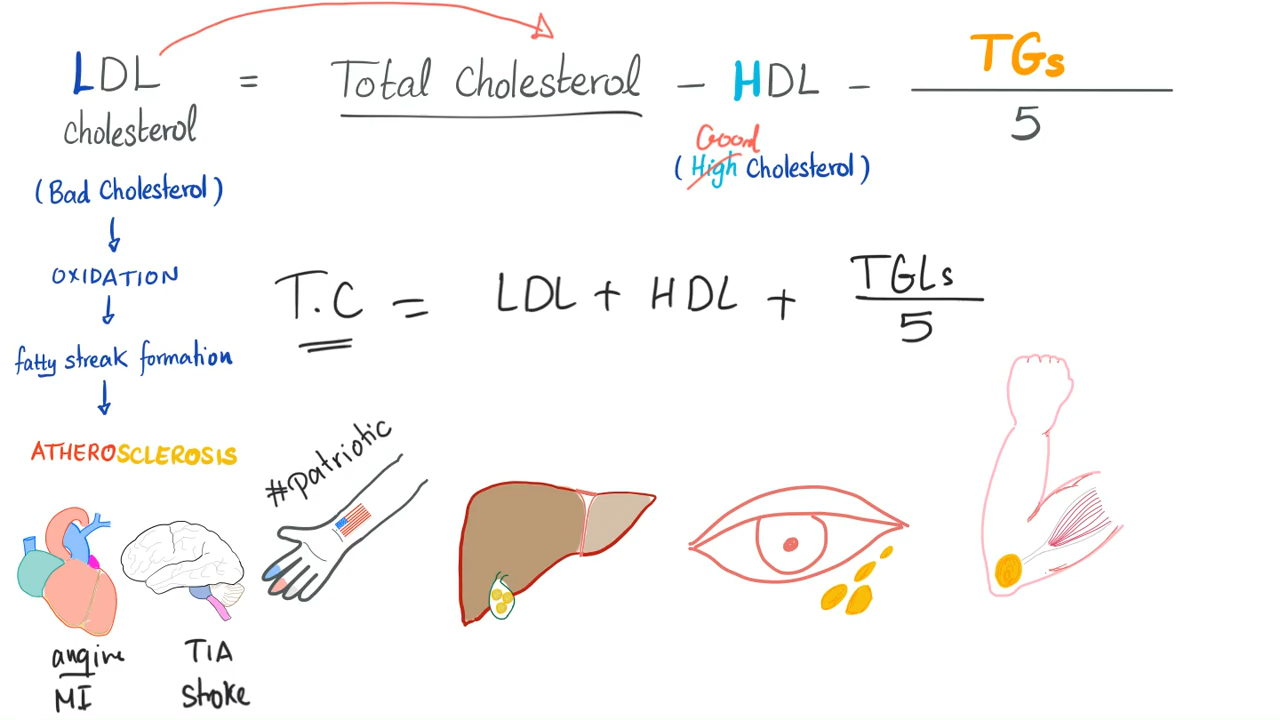 LDL = Total Cholesterol – HDL – TGs
5
cholesterol
Good
(High Cholesterol)
(Bad Cholesterol)
OXIDATION
fatty streak formation
ATHEROSCLEROSIS
T.C = LDL + HDL + TGLs
5
#patriotic
angina
MI
TIA
stroke